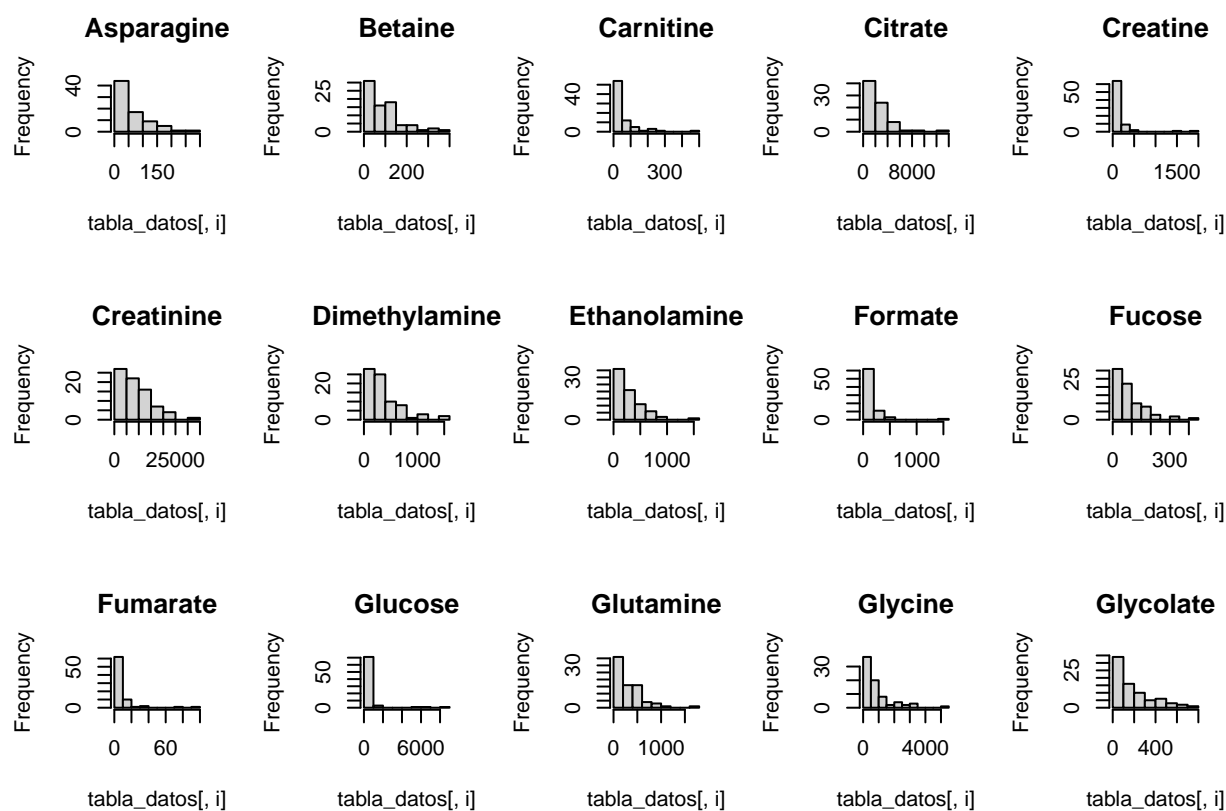 Asparagine Betaine Carnitine Citrate Creatine
Frequency Frequency Frequency Frequency Frequency
0 40 0 25 0 40 0 30 0 50
0 150 0 200 0 300 0 8000 0 1500
tabla_datos[, i] tabla_datos[, i] tabla_datos[, i] tabla_datos[, i] tabla_datos[, i]
Creatinine Dimethylamine Ethanolamine Formate Fucose
Frequency Frequency Frequency Frequency Frequency
0 20 0 20 0 30 0 50 0 25
0 25000 0 1000 0 1000 0 1000 0 300
tabla_datos[, i] tabla_datos[, i] tabla_datos[, i] tabla_datos[, i] tabla_datos[, i]
Fumarate Glucose Glutamine Glycine Glycolate
Frequency Frequency Frequency Frequency Frequency
0 50 0 50 0 30 0 30 0 25
0 60 0 6000 0 1000 0 4000 0 400
tabla_datos[, i] tabla_datos[, i] tabla_datos[, i] tabla_datos[, i] tabla_datos[, i]